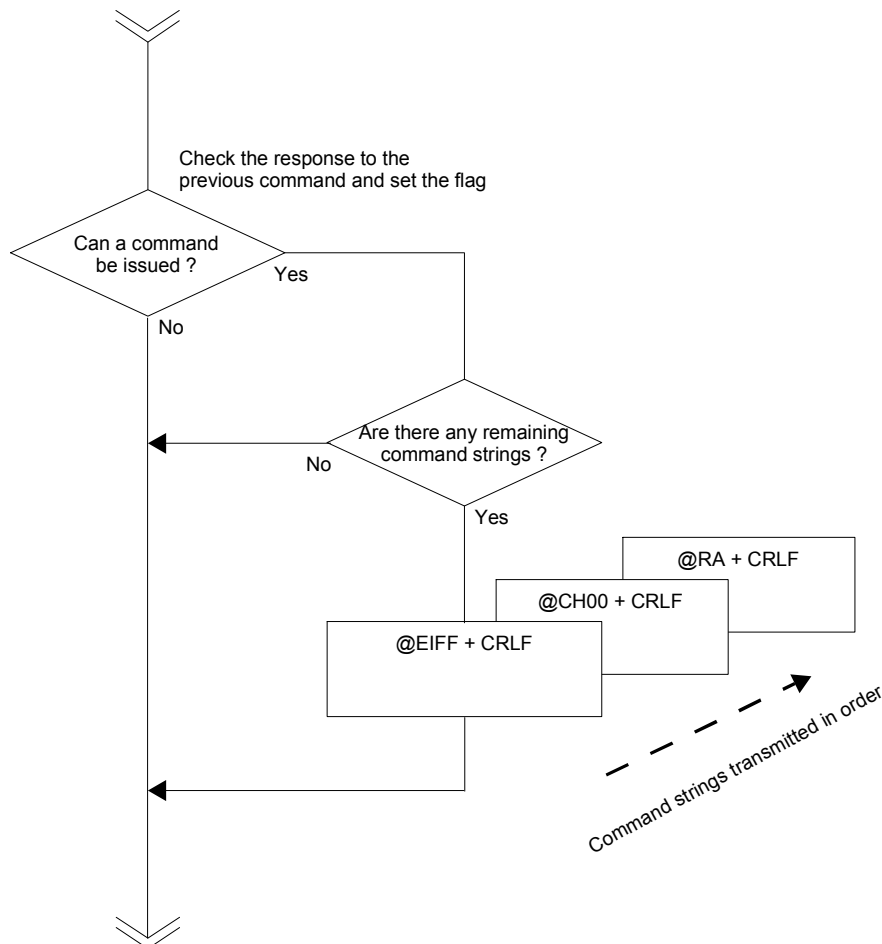 Check the response to the
previous command and set the flag
Can a command
be issued ?
Yes
No
Are there any remaining
command strings ?
No
Yes
@RA + CRLF
@CH00 + CRLF
@EIFF + CRLF
Command strings transmitted in order